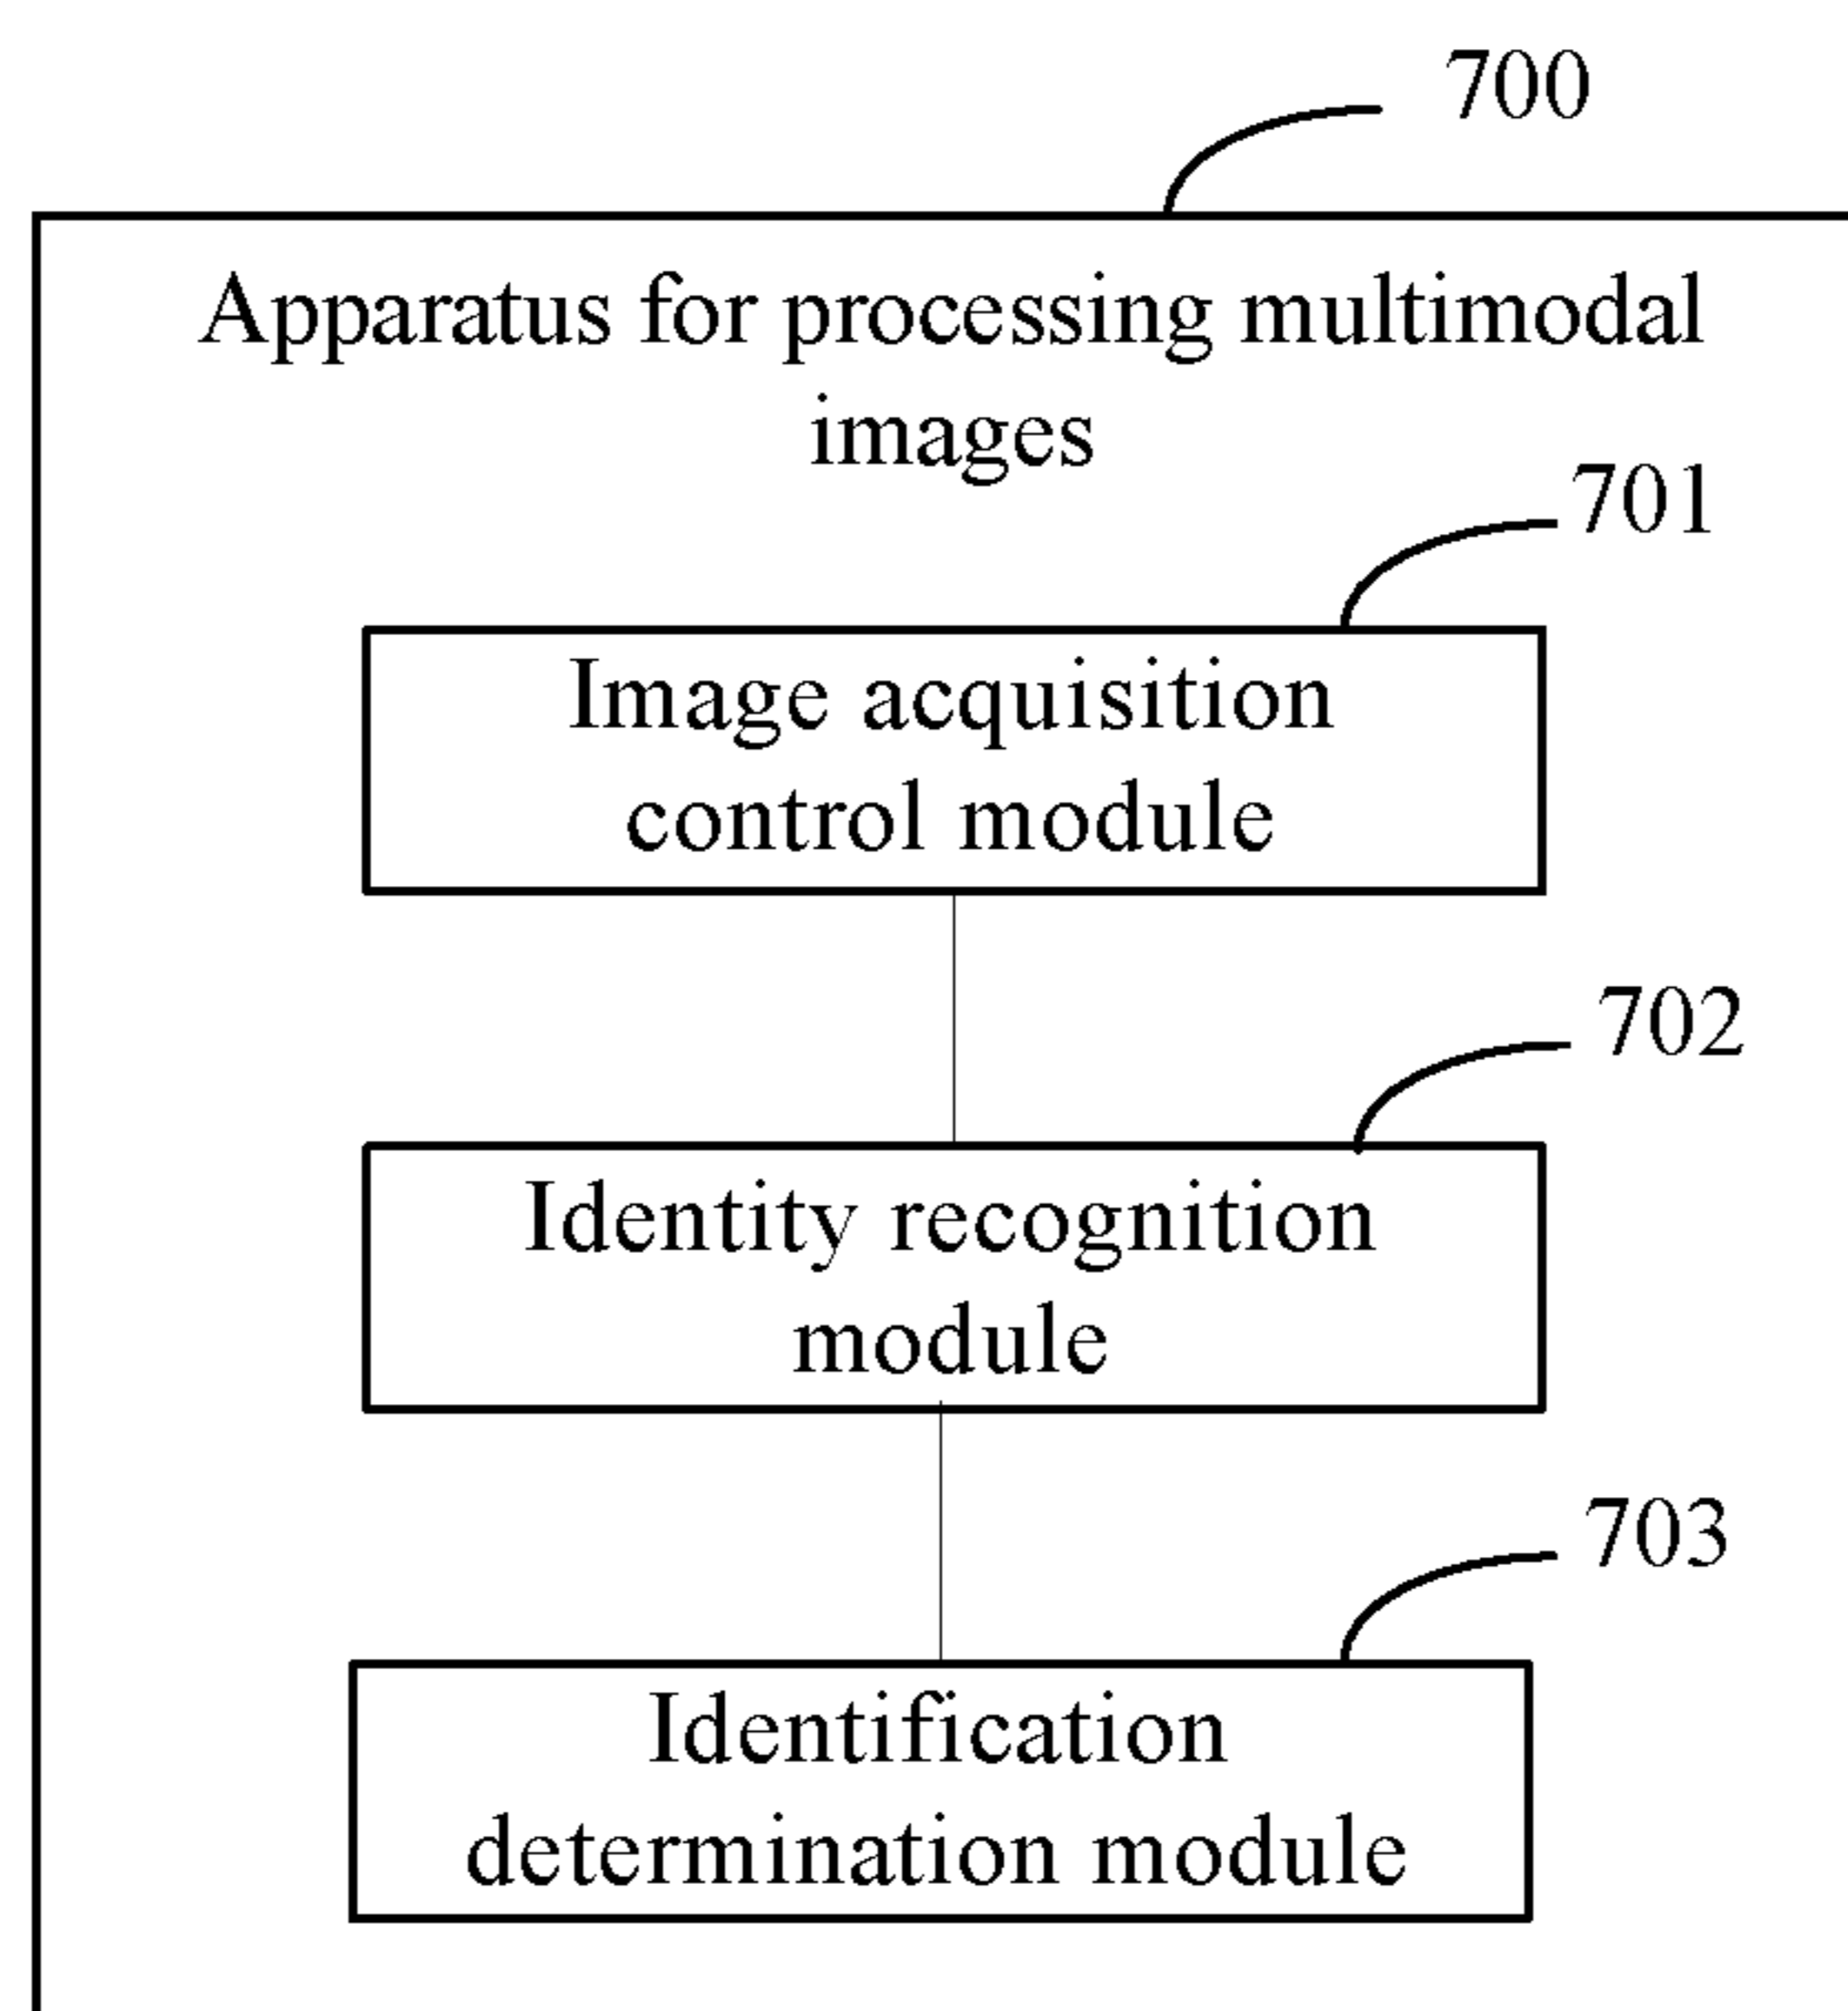 700
Apparatus for processing multimodal
images
701
Image acquisition
control module
702
Identity recognition
module
703
Identification
determination module